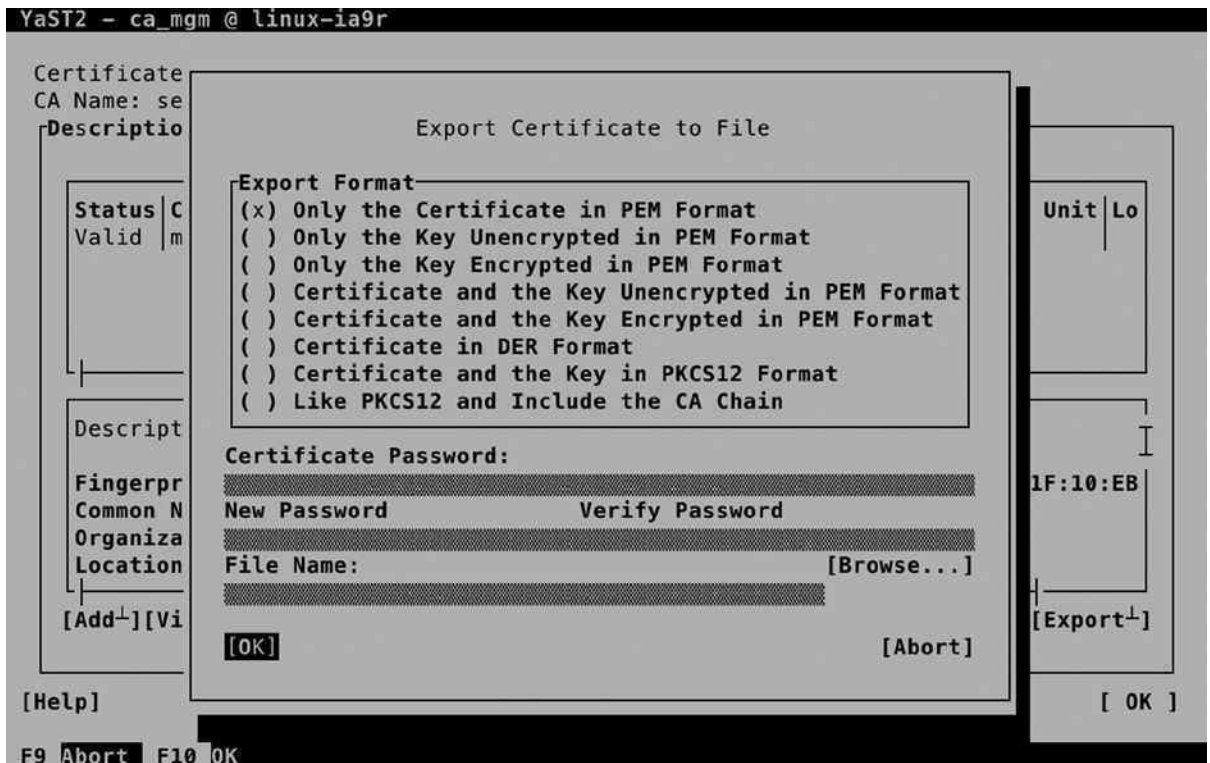 YaST2 - ca_mgm @ linux-ia9r
Certificate
CA Name: se
Descriptio
Export Certificate to File
Export Format
Status C
Unit Lo
Valid m
(x) Only the Certificate in PEM Format
( ) Only the Key Unencrypted in PEM Format
( ) Only the Key Encrypted in PEM Format
( ) Certificate and the Key Unencrypted in PEM Format
( ) Certificate and the Key Encrypted in PEM Format
( ) Certificate in DER Format
( ) Certificate and the Key in PKCS12 Format
( ) Like PKCS12 and Include the CA Chain
Descript
Certificate Password:
Fingerpr
1F:10:EB
Common N
New Password Verify Password
Organiza
Location
File Name: [Browse...]
[Add┴][Vi
[Export┴]
[OK] [Abort]
[Help] [ OK ]
F9 Abort F10 OK